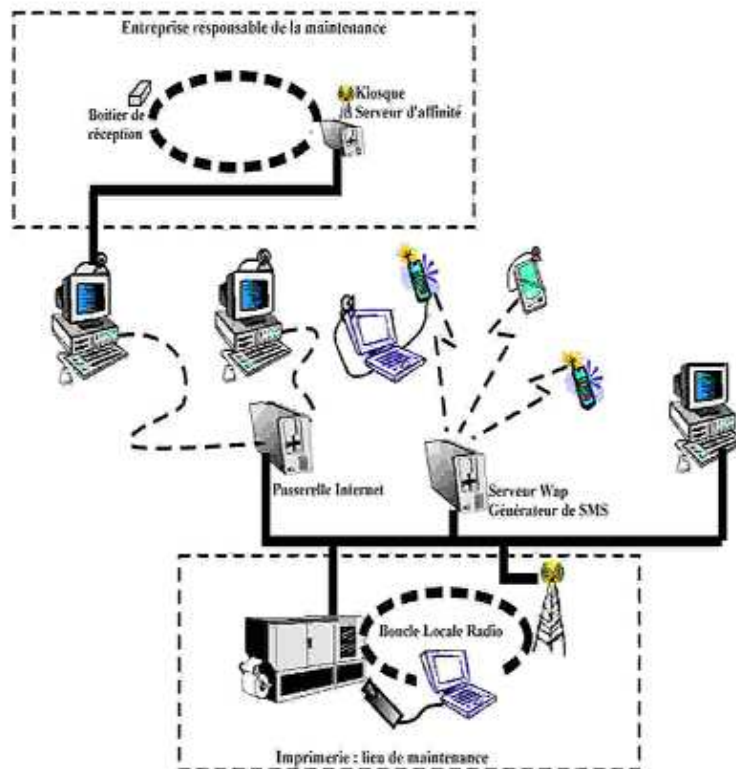 Entreprise responsable de la maintenance
Boitier de
réception
Kiosque
Serveur d'affinité
Passerelle Internet
Serveur Wap
Générateur de SMS
Boucle Locale Radio
Imprimerie : lieu de maintenance